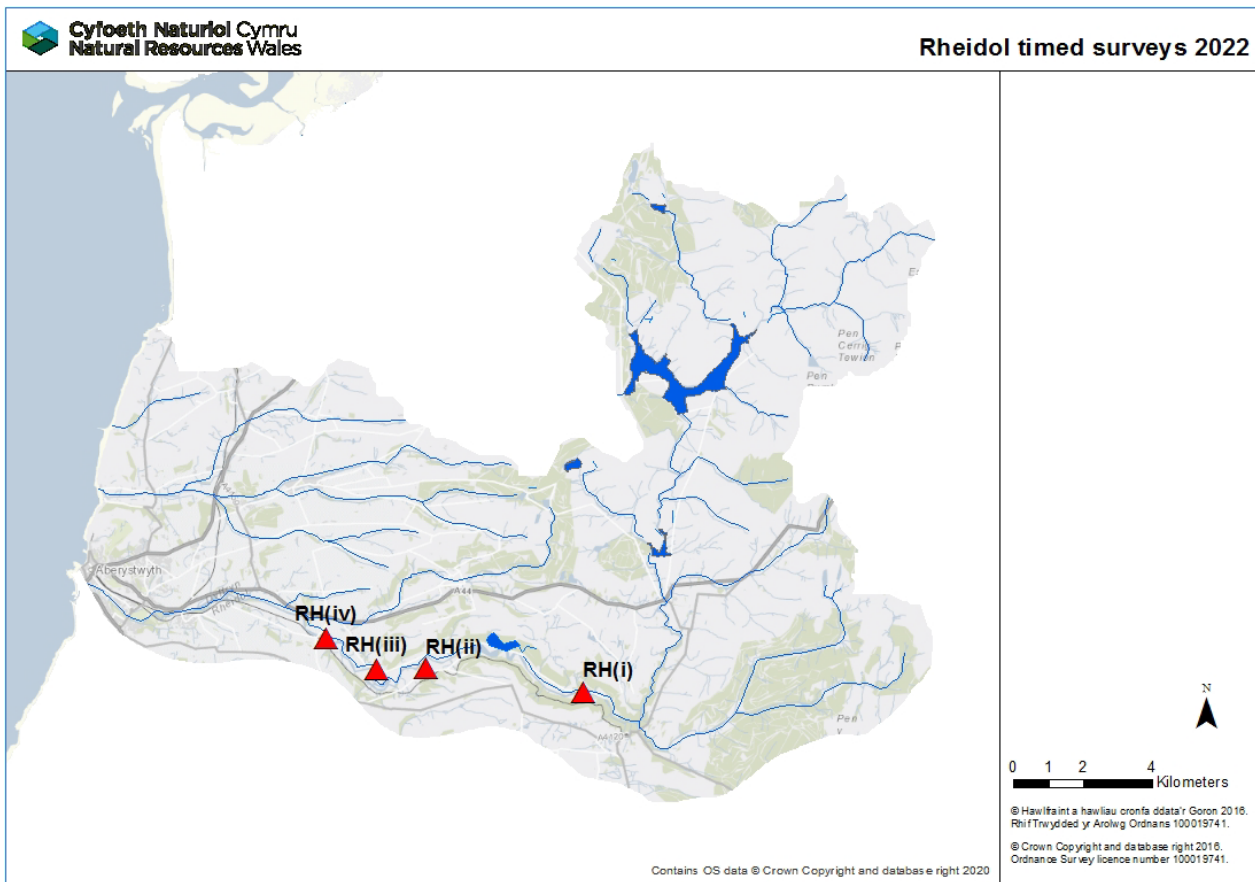 Cyfoeth Naturiol Cymru
Natural Resources Wales
Rheidol timed surveys 2022
Pen
Cerrig
Tewion
Pen
Aberystwyth
A44
RH(iv)
RH(iii)
RH(ii)
RH(i)
A4120
Pen
N
0 1 2 4
Kilometers
© Hawlfraint a hawliau cronfa ddata'r Goron 2016.
Rhif Trwydded yr Arolwg Ordnans 100019741.
© Crown Copyright and database right 2016.
Ordnance Survey licence number 100019741.
Contains OS data © Crown Copyright and database right 2020